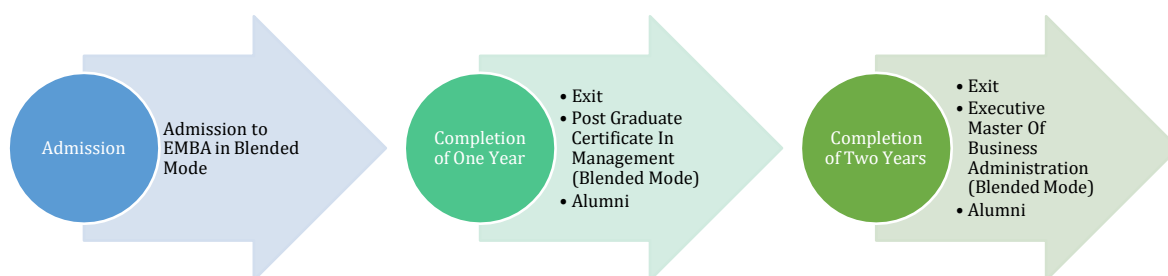 Admission
Admission to
EMBA in Blended
Mode
Completion
of One Year
• Exit
• Post Graduate
Certificate In
Management
(Blended Mode)
• Alumni
Completion
of Two Years
• Exit
• Executive
Master Of
Business
Administration
(Blended Mode)
• Alumni